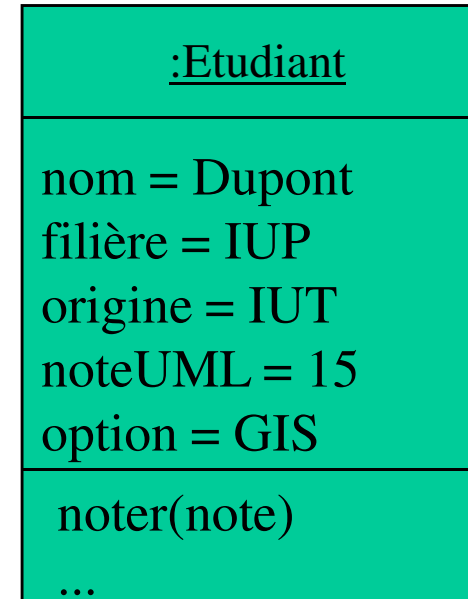 :Etudiant
nom = Dupont
filière = IUP
origine = IUT
noteUML = 15
option = GIS
noter(note)
...